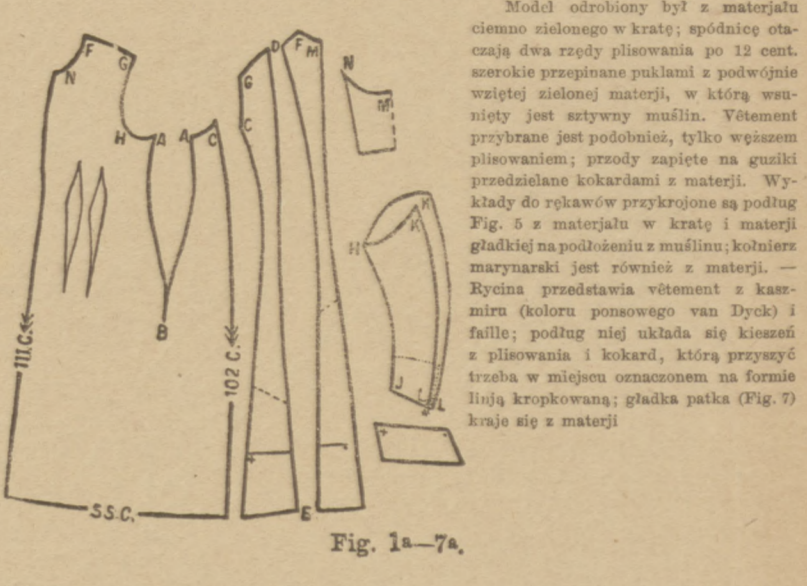 Model odrobiony był z materjału
ciemno zielonego w kratę; spódnicę ota-
czają dwa rzędy plisowania po 12 cent.
szerokie przepinane puklami z podwójnie
wziętej zielonej materji, w którą wsu-
nięty jest sztywny muślin. Vêtement
przybrane jest podobnież, tylko węższem
plisowaniem; przody zapięte na guziki
przedzielane kokardami z materji. Wy-
kłady do rękawów przykrojone są podług
Fig. 5 z materjału w kratę i materji
gładkiej na podłożeniu z muślinu; kołnierz
marynarski jest również z materji. —
Rycina przedstawia vêtement z kasz-
miru (koloru ponsowego van Dyck) i
faille; podług niej układa się kieszeń
z plisowania i kokard, którą przyszyć
trzeba w miejscu oznaczonem na formie
linją kropkowaną; gładka patka (Fig. 7)
kraje się z materji
F
N
G
H
A
A
C
B
111.C.
102 C.
55C.
D
F
M
G
C
E
N
M
K
K
H
J
L
Fig. 1a—7a.